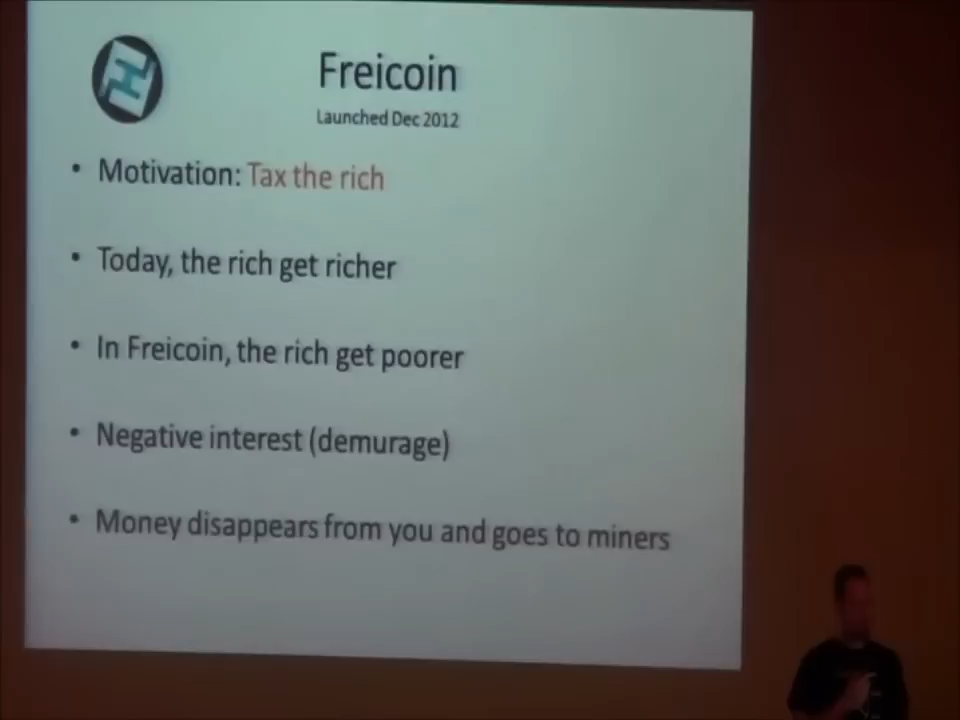 Freicoin
Launched Dec 2012
• Motivation: Tax the rich
• Today, the rich get richer
• In Freicoin, the rich get poorer
• Negative interest (demurage)
• Money disappears from you and goes to miners